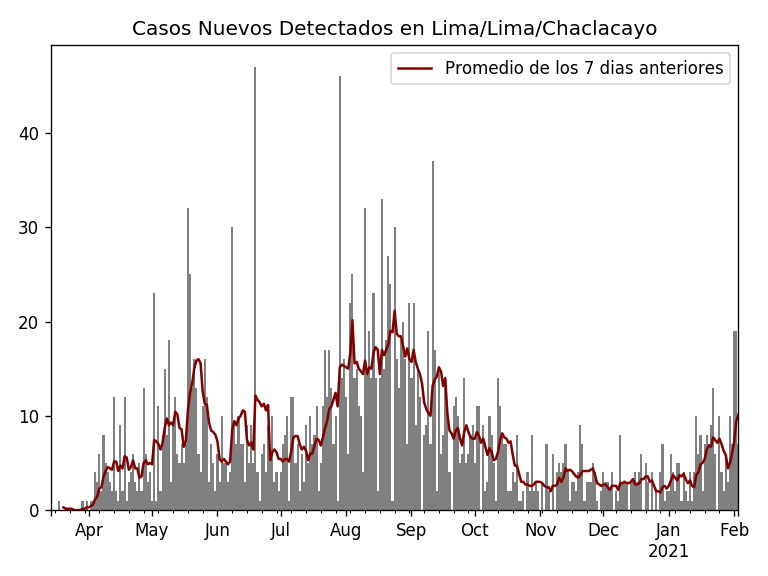 Casos Nuevos Detectados en Lima/Lima/Chaclacayo
Promedio de los 7 dias anteriores
40
30
20
10
0
Apr May Jun Jul Aug Sep Oct Nov Dec Jan Feb
2021